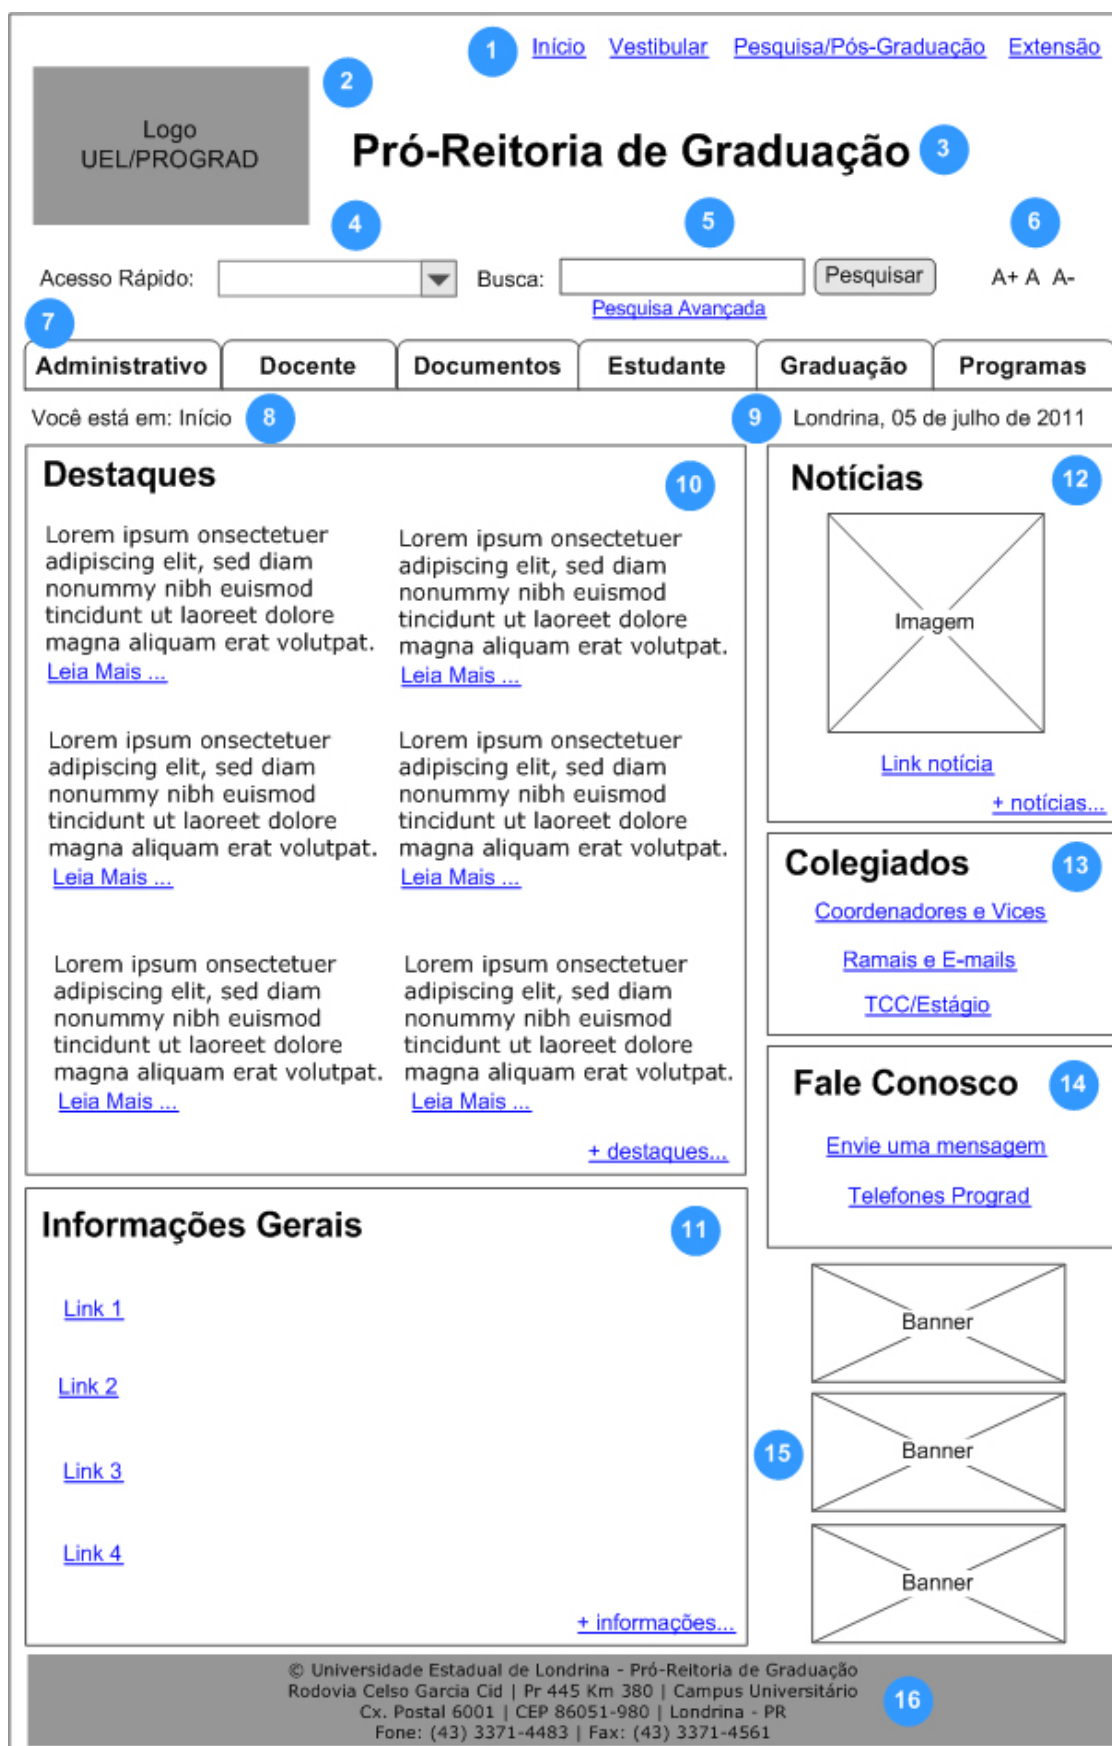 1 Início Vestibular Pesquisa/Pós-Graduação Extensão
2
Logo
UEL/PROGRAD
Pró-Reitoria de Graduação 3
4 5 6
Acesso Rápido: Busca: Pesquisar A+ A A-
Pesquisa Avançada
7
Administrativo Docente Documentos Estudante Graduação Programas
Você está em: Início 8 9 Londrina, 05 de julho de 2011
Destaques 10
Lorem ipsum onsectetuer
adipiscing elit, sed diam
nonummy nibh euismod
tincidunt ut laoreet dolore
magna aliquam erat volutpat.
Leia Mais ...
Lorem ipsum onsectetuer
adipiscing elit, sed diam
nonummy nibh euismod
tincidunt ut laoreet dolore
magna aliquam erat volutpat.
Leia Mais ...
Lorem ipsum onsectetuer
adipiscing elit, sed diam
nonummy nibh euismod
tincidunt ut laoreet dolore
magna aliquam erat volutpat.
Leia Mais ...
Lorem ipsum onsectetuer
adipiscing elit, sed diam
nonummy nibh euismod
tincidunt ut laoreet dolore
magna aliquam erat volutpat.
Leia Mais ...
Lorem ipsum onsectetuer
adipiscing elit, sed diam
nonummy nibh euismod
tincidunt ut laoreet dolore
magna aliquam erat volutpat.
Leia Mais ...
Lorem ipsum onsectetuer
adipiscing elit, sed diam
nonummy nibh euismod
tincidunt ut laoreet dolore
magna aliquam erat volutpat.
Leia Mais ...
+ destaques...
Informações Gerais 11
Link 1
Link 2
Link 3
Link 4
+ informações...
Notícias 12
Imagem
Link notícia
+ notícias...
Colegiados 13
Coordenadores e Vices
Ramais e E-mails
TCC/Estágio
Fale Conosco 14
Envie uma mensagem
Telefones Prograd
Banner
15 Banner
Banner
© Universidade Estadual de Londrina - Pró-Reitoria de Graduação
Rodovia Celso Garcia Cid | Pr 445 Km 380 | Campus Universitário
Cx. Postal 6001 | CEP 86051-980 | Londrina - PR
Fone: (43) 3371-4483 | Fax: (43) 3371-4561
16